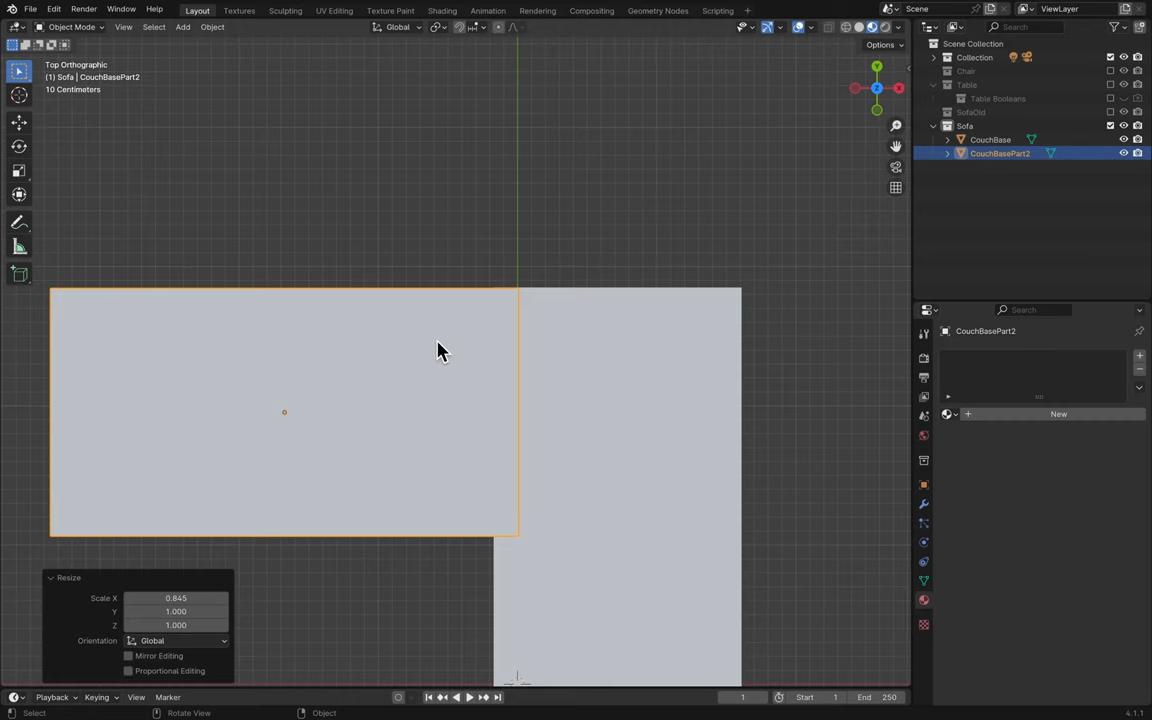 File Edit Render Window Help Layout Textures Sculpting UV Editing Texture Paint Shading Animation Rendering Compositing Geometry Nodes Scripting Scene ViewLayer
Object Mode View Select Add Object Global Search
Options
Top Orthographic
(1) Sofa | CouchBasePart2
10 Centimeters
Y
X
Z
Scene Collection
Collection
Chair
Table
Table Booleans
SofaOld
Sofa
CouchBase
CouchBasePart2
Search
CouchBasePart2
New
Resize
Scale X 0.845
Y 1.000
Z 1.000
Orientation Global
Mirror Editing
Proportional Editing
Playback Keying View Marker 1 Start 1 End 250
Select Rotate View Object 4.1.1